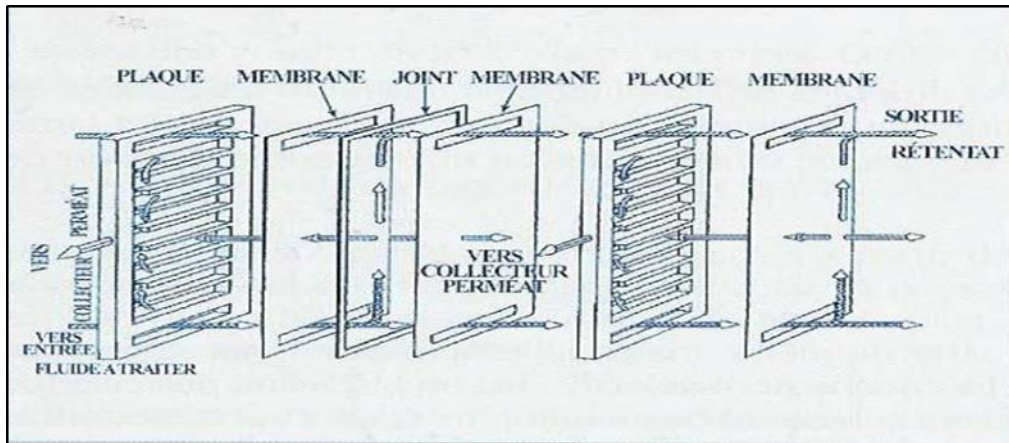 PLAQUE MEMBRANE JOINT MEMBRANE PLAQUE MEMBRANE
SORTIE
RÉTENTAT
VERS
COLLECTEUR
PERMÉAT
VERS
COLLECTEUR
PERMÉAT
VERS
ENTRÉE
FLUIDE A TRAITER